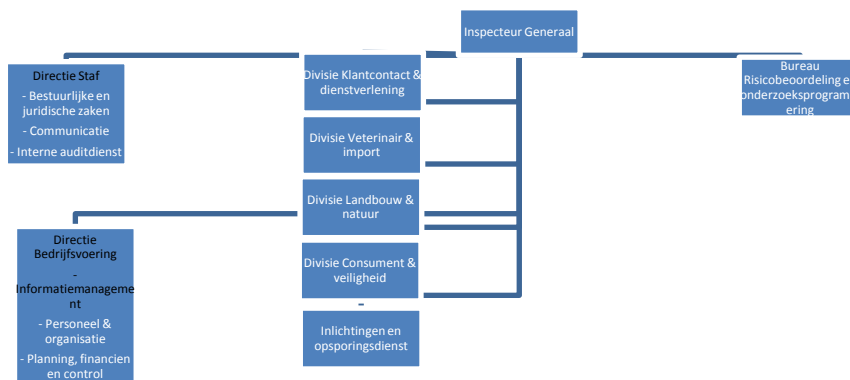 Inspecteur Generaal
Directie Staf
- Bestuurlijke en
juridische zaken
- Communicatie
- Interne auditdienst
Divisie Klantcontact &
dienstverlening
Bureau
Risicobeoordeling e
onderzoeksprogram
ering
Divisie Veterinair &
import
Divisie Landbouw &
natuur
Directie
Bedrijfsvoering
-
Informatiemanageme
nt
- Personeel &
organisatie
- Planning, financien
en control
Divisie Consument &
veiligheid
Inlichtingen en
opsporingsdienst